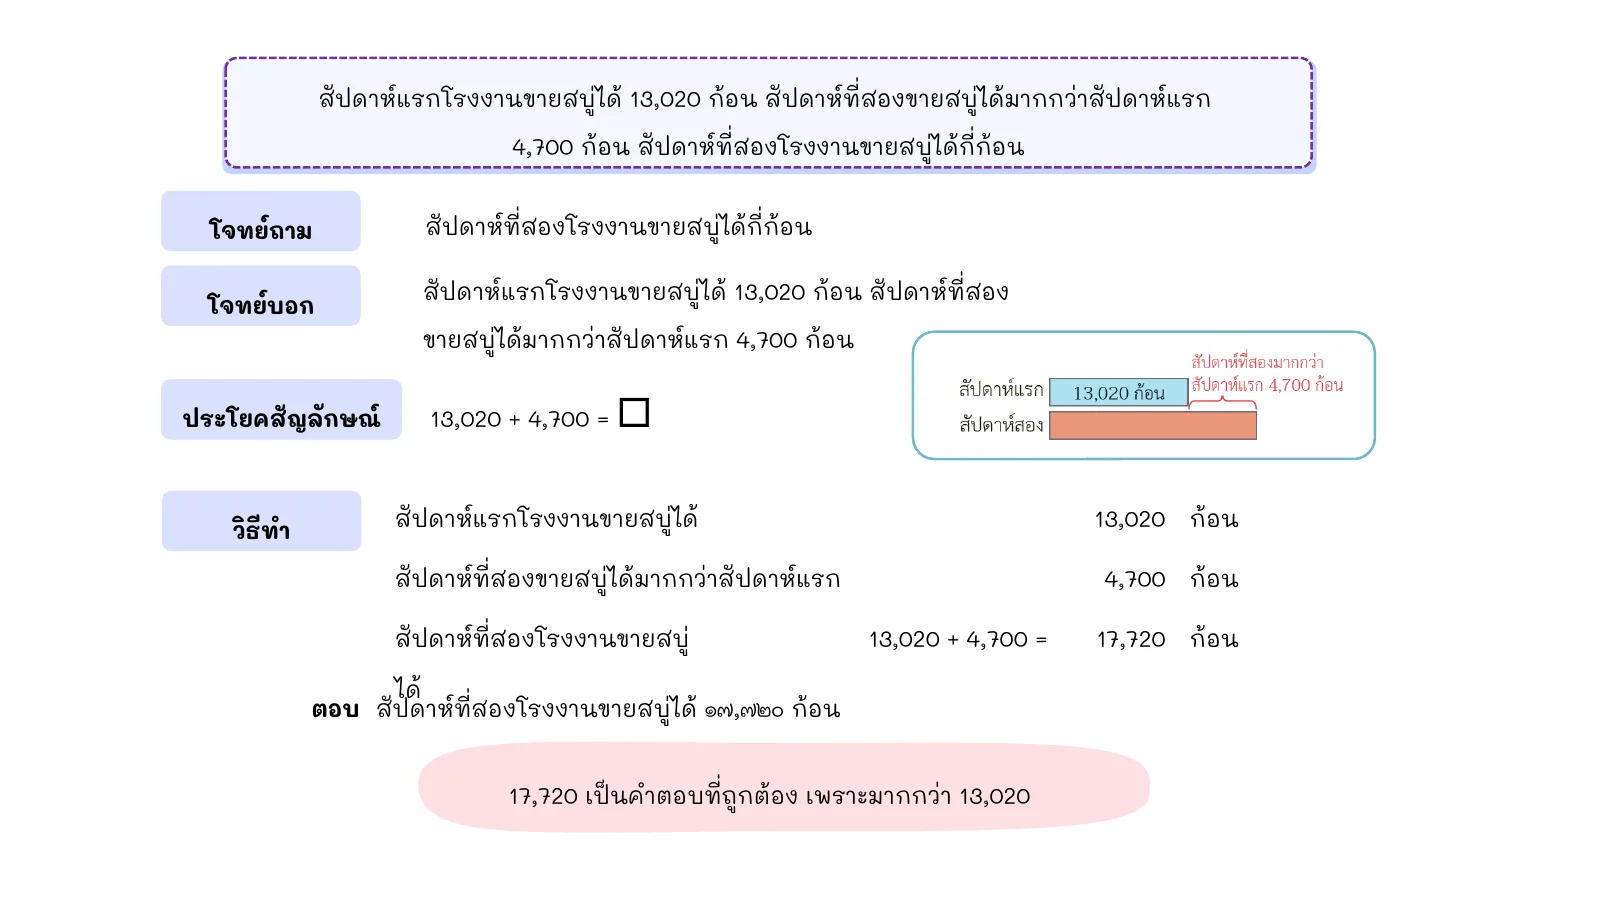 สัปดาห์แรกโรงงานขายสบู่ได้ 13,020 ก้อน สัปดาห์ที่สองขายสบู่ได้มากกว่าสัปดาห์แรก
4,700 ก้อน สัปดาห์ที่สองโรงงานขายสบู่ได้กี่ก้อน
โจทย์ถาม
สัปดาห์ที่สองโรงงานขายสบู่ได้กี่ก้อน
โจทย์บอก
สัปดาห์แรกโรงงานขายสบู่ได้ 13,020 ก้อน สัปดาห์ที่สอง
ขายสบู่ได้มากกว่าสัปดาห์แรก 4,700 ก้อน
สัปดาห์ที่สองมากกว่า
สัปดาห์แรก 4,700 ก้อน
สัปดาห์แรก 13,020 ก้อน
สัปดาห์สอง
ประโยคสัญลักษณ์ 13,020 + 4,700 = □
วิธีทำ
สัปดาห์แรกโรงงานขายสบู่ได้ 13,020 ก้อน
สัปดาห์ที่สองขายสบู่ได้มากกว่าสัปดาห์แรก 4,700 ก้อน
สัปดาห์ที่สองโรงงานขายสบู่ 13,020 + 4,700 = 17,720 ก้อน
ได้
ตอบ สัปดาห์ที่สองโรงงานขายสบู่ได้ ๑๗,๗๒๐ ก้อน
17,720 เป็นคำตอบที่ถูกต้อง เพราะมากกว่า 13,020